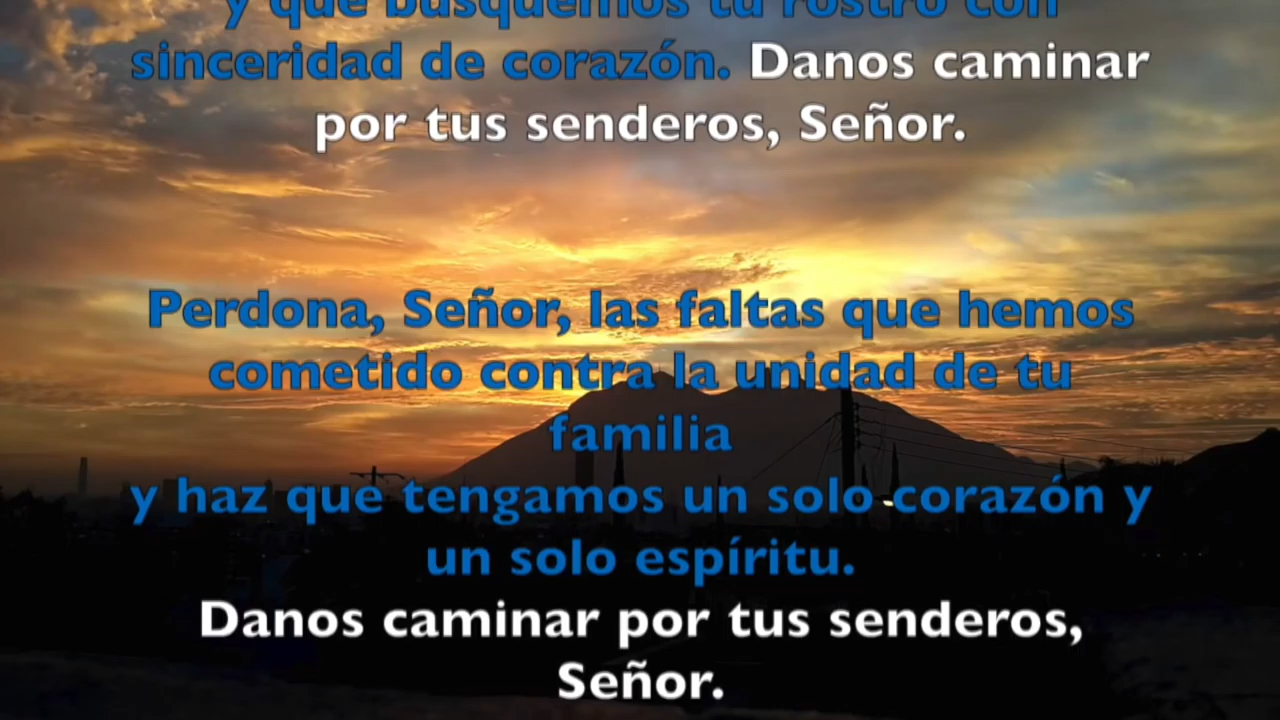 y que busquemos tu rostro con
sinceridad de corazón. Danos caminar
por tus senderos, Señor.
Perdona, Señor, las faltas que hemos
cometido contra la unidad de tu
familia
y haz que tengamos un solo corazón y
un solo espíritu.
Danos caminar por tus senderos,
Señor.